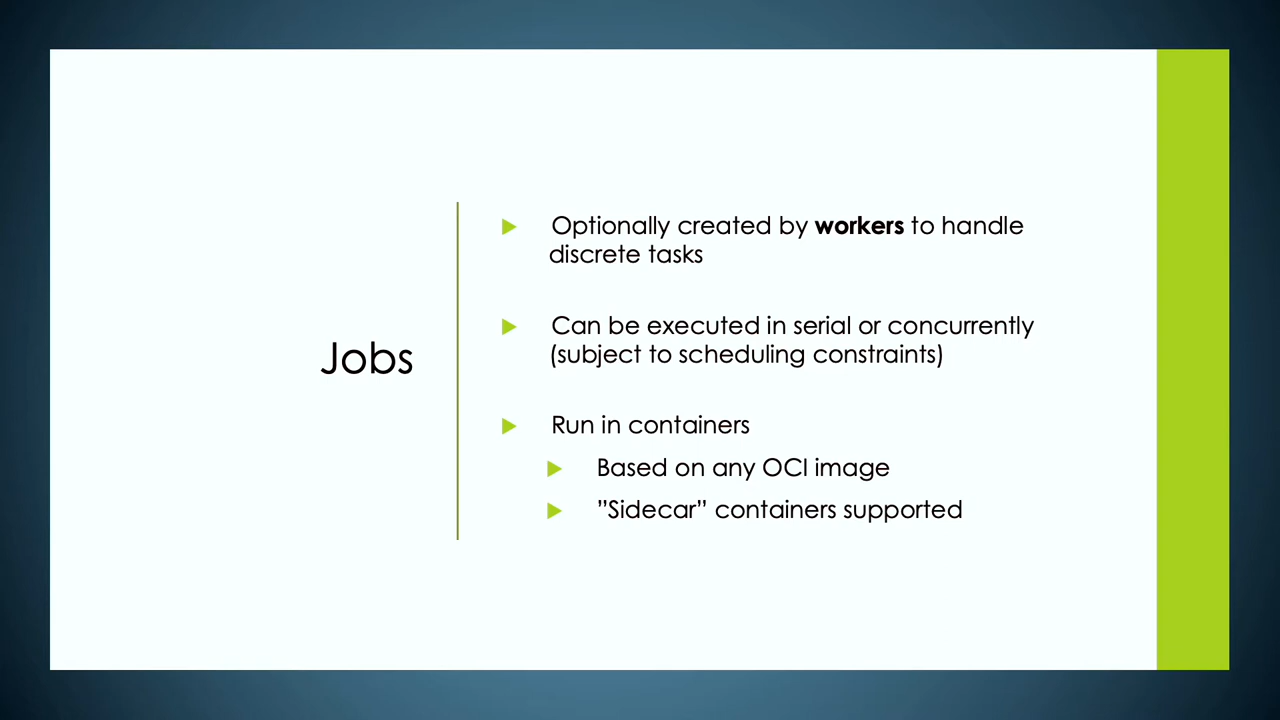 Jobs
Optionally created by workers to handle
discrete tasks
Can be executed in serial or concurrently
(subject to scheduling constraints)
Run in containers
Based on any OCI image
”Sidecar” containers supported